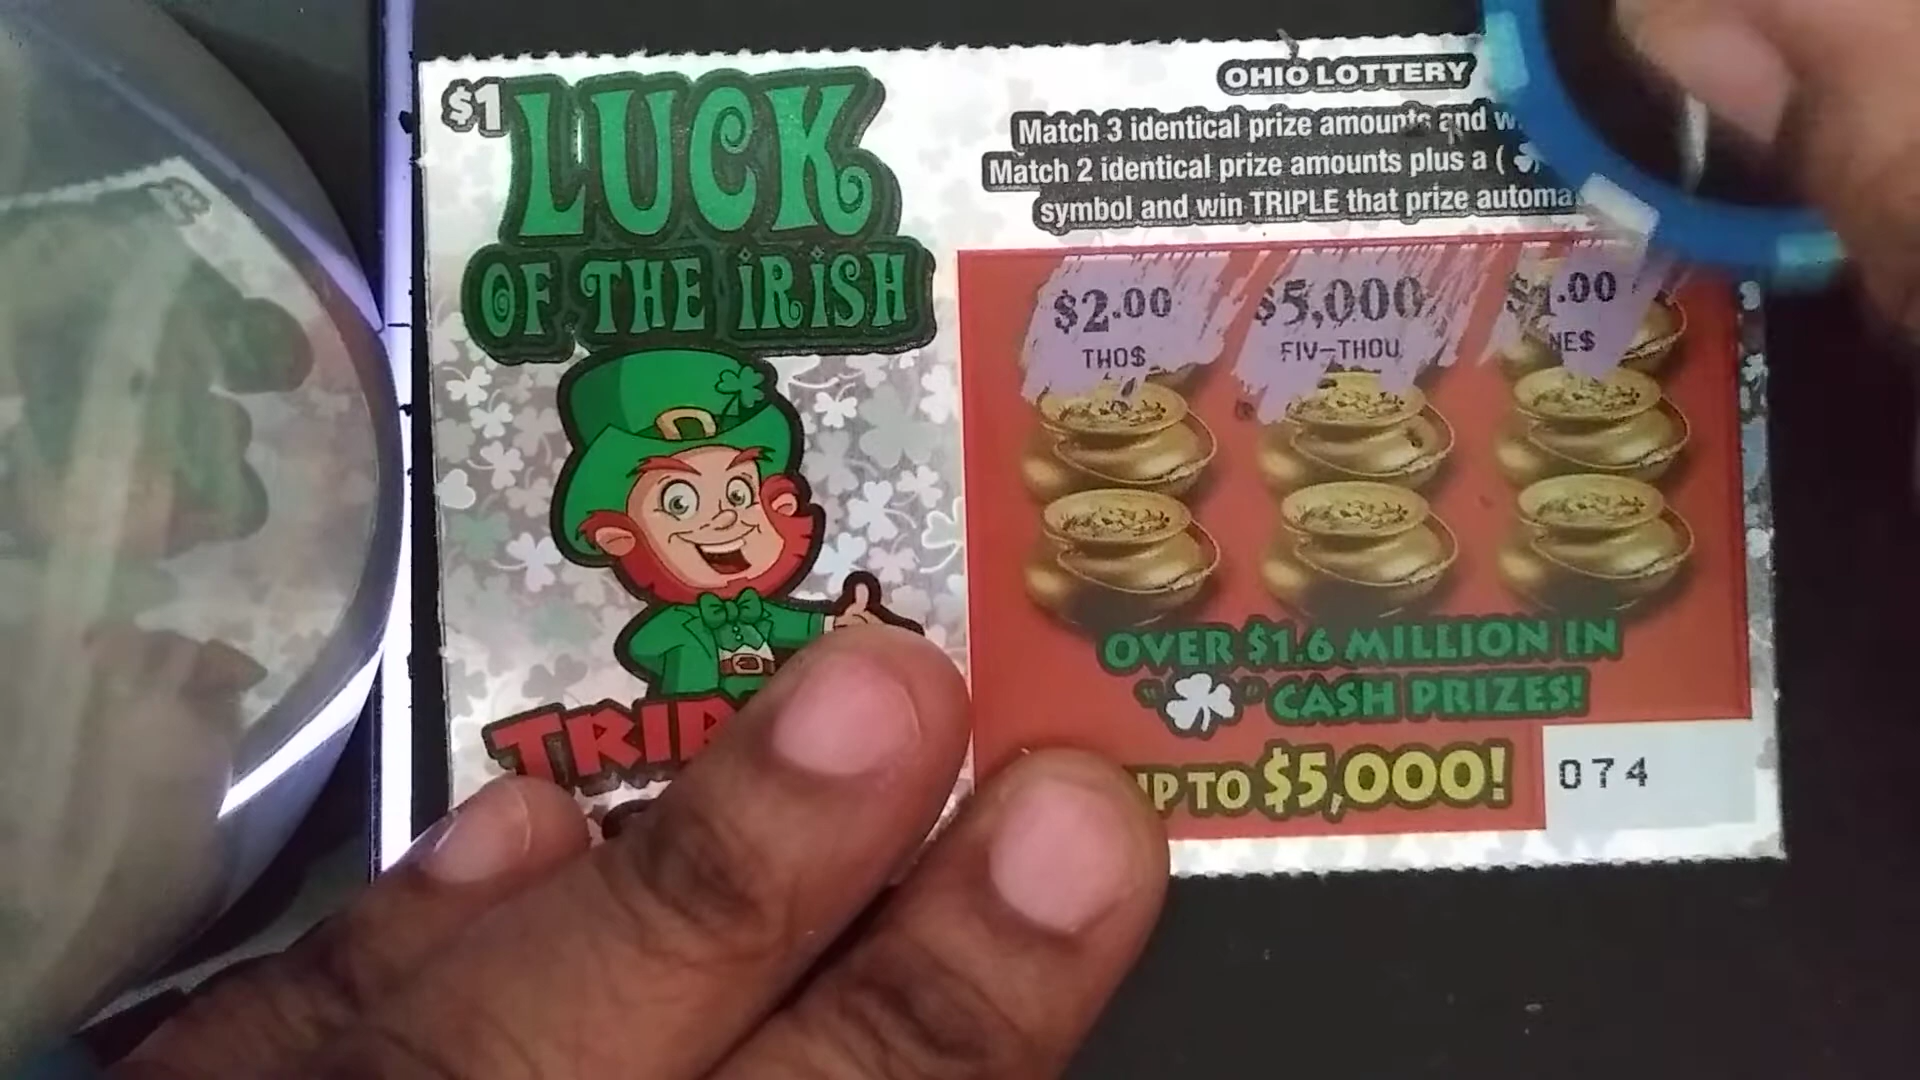 $1
LUCK
OF THE IRISH
OHIO LOTTERY
Match 3 identical prize amounts and
Match 2 identical prize amounts plus a (
symbol and win TRIPLE that prize
$2.00
THO$
$5,000
FIV-THOU
$1.00
NE$
OVER $1.6 MILLION IN
" " CASH PRIZES!
UP TO $5,000!
074